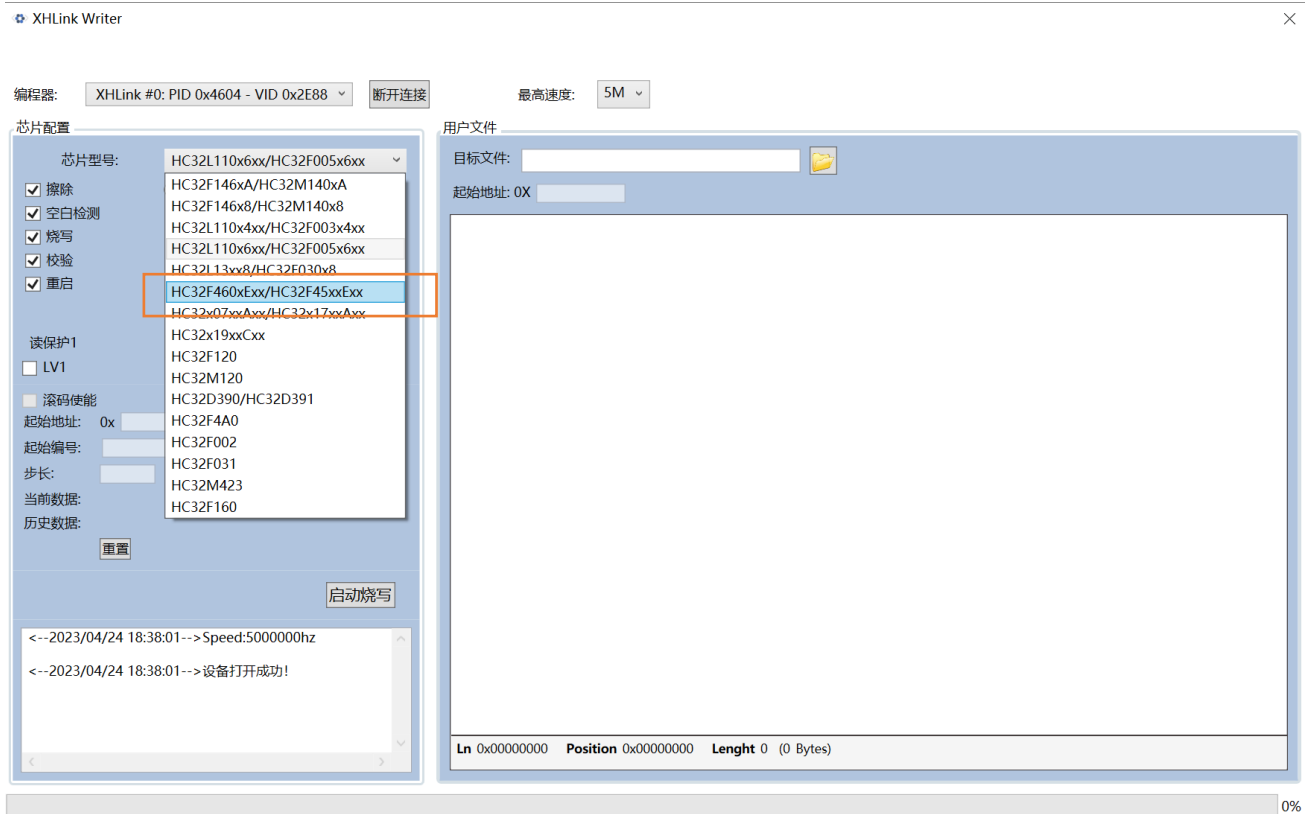 XHLink Writer
编程器: XHLink #0: PID 0x4604 - VID 0x2E88 断开连接 最高速度: 5M
芯片配置
芯片型号: HC32L110x6xx/HC32F005x6xx
HC32F146xA/HC32M140xA
HC32F146x8/HC32M140x8
HC32L110x4xx/HC32F003x4xx
HC32L110x6xx/HC32F005x6xx
HC32L13xx8/HC32F030x8
HC32F460xExx/HC32F45xxExx
HC32x07xxAxx/HC32x17xxAxx
HC32x19xxCxx
HC32F120
HC32M120
HC32D390/HC32D391
HC32F4A0
HC32F002
HC32F031
HC32M423
HC32F160
擦除
空白检测
烧写
校验
重启
读保护1
LV1
滚码使能
起始地址: 0x
起始编号:
步长:
当前数据:
历史数据:
重置
启动烧写
<--2023/04/24 18:38:01-->Speed:5000000hz
<--2023/04/24 18:38:01-->设备打开成功!
用户文件
目标文件:
起始地址: 0X
Ln 0x00000000 Position 0x00000000 Lenght 0 (0 Bytes)
0%